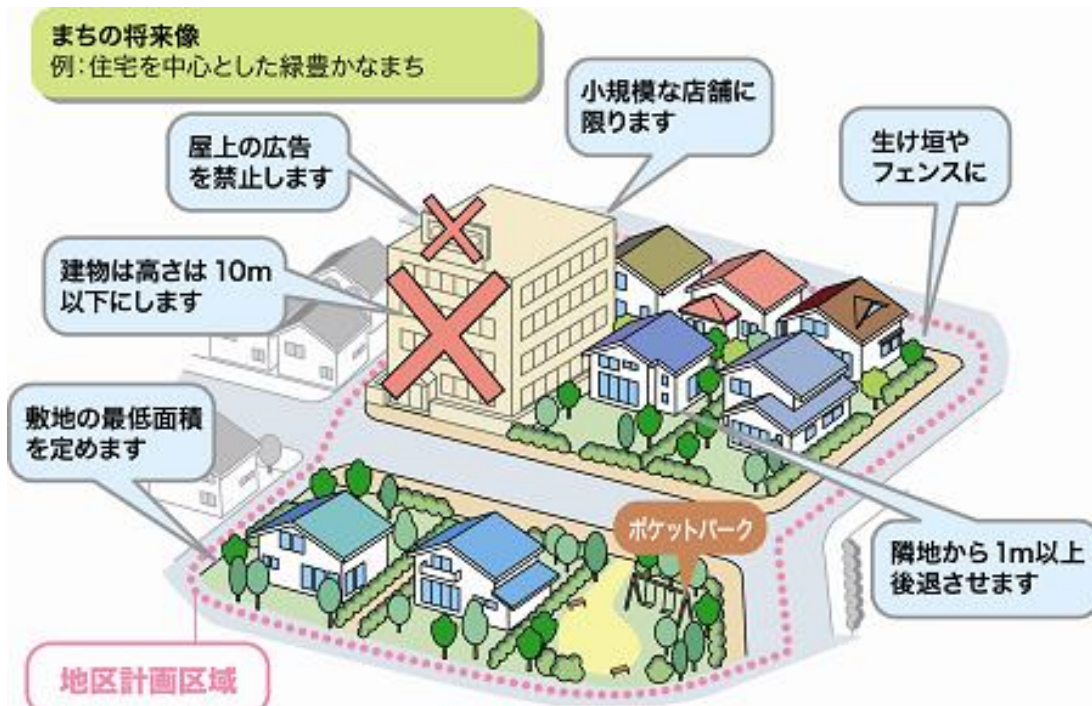 まちの将来像
例：住宅を中心とした緑豊かなまち
小規模な店舗に
限ります
屋上の広告
を禁止します
生け垣や
フェンスに
建物は高さは10m
以下にします
敷地の最低面積
を定めます
ポケットパーク
隣地から1m以上
後退させます
地区計画区域